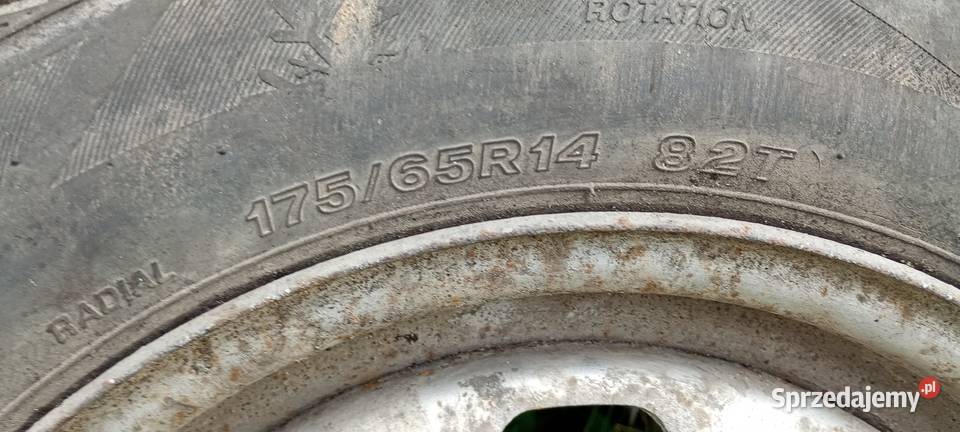 ROTATION
175/65R14 82T
RADIAL
Sprzedajemy.pl